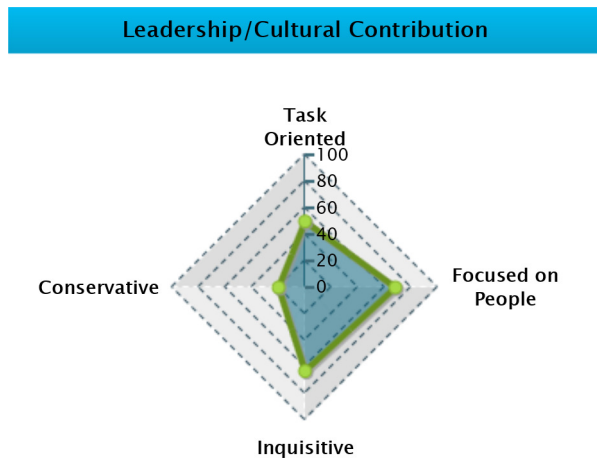 Leadership/Cultural Contribution
Task
Oriented
100
80
60
40
20
0
Conservative
Focused on
People
Inquisitive